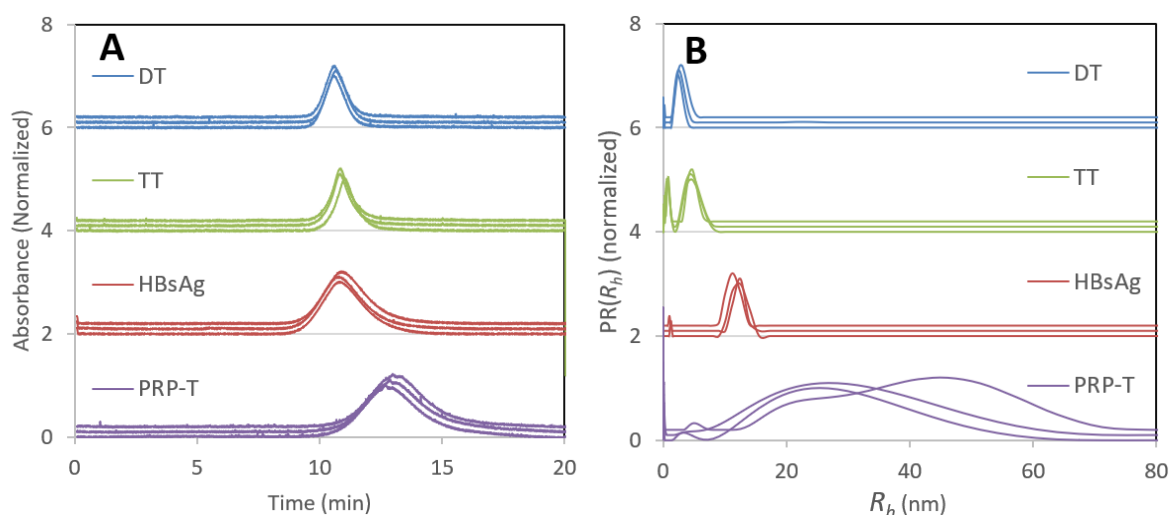 A
8
6
4
2
0
DT
TT
HBsAg
PRP-T
0
5
10
15
20
Time (min)
Absorbance (Normalized)
B
8
6
4
2
0
DT
TT
HBsAg
PRP-T
0
20
40
60
80
Rh (nm)
PR(Rh) (normalized)